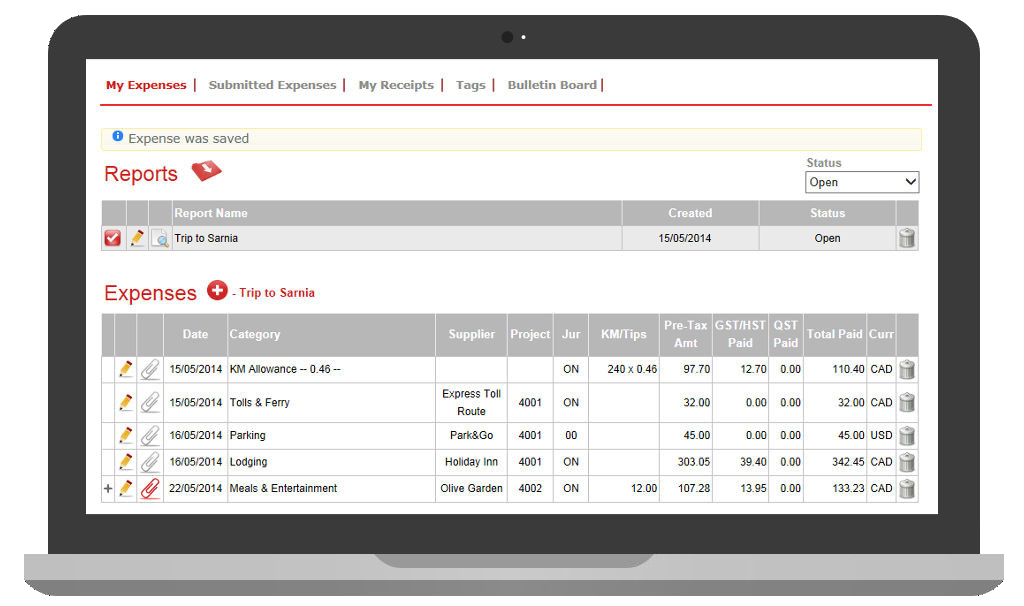 My Expenses | Submitted Expenses | My Receipts | Tags | Bulletin Board |
Expense was saved
Reports
Status
Open
Report Name Created Status
Trip to Sarnia 15/05/2014 Open
Expenses - Trip to Sarnia
Date Category Supplier Project Jur KM/Tips Pre-Tax Amt GST/HST Paid QST Paid Total Paid Curr
15/05/2014 KM Allowance -- 0.46 -- ON 240 x 0.46 97.70 12.70 0.00 110.40 CAD
15/05/2014 Tolls & Ferry Express Toll Route 4001 ON 32.00 0.00 0.00 32.00 CAD
16/05/2014 Parking Park&Go 4001 00 45.00 0.00 0.00 45.00 USD
16/05/2014 Lodging Holiday Inn 4001 ON 303.05 39.40 0.00 342.45 CAD
+ 22/05/2014 Meals & Entertainment Olive Garden 4002 ON 12.00 107.28 13.95 0.00 133.23 CAD